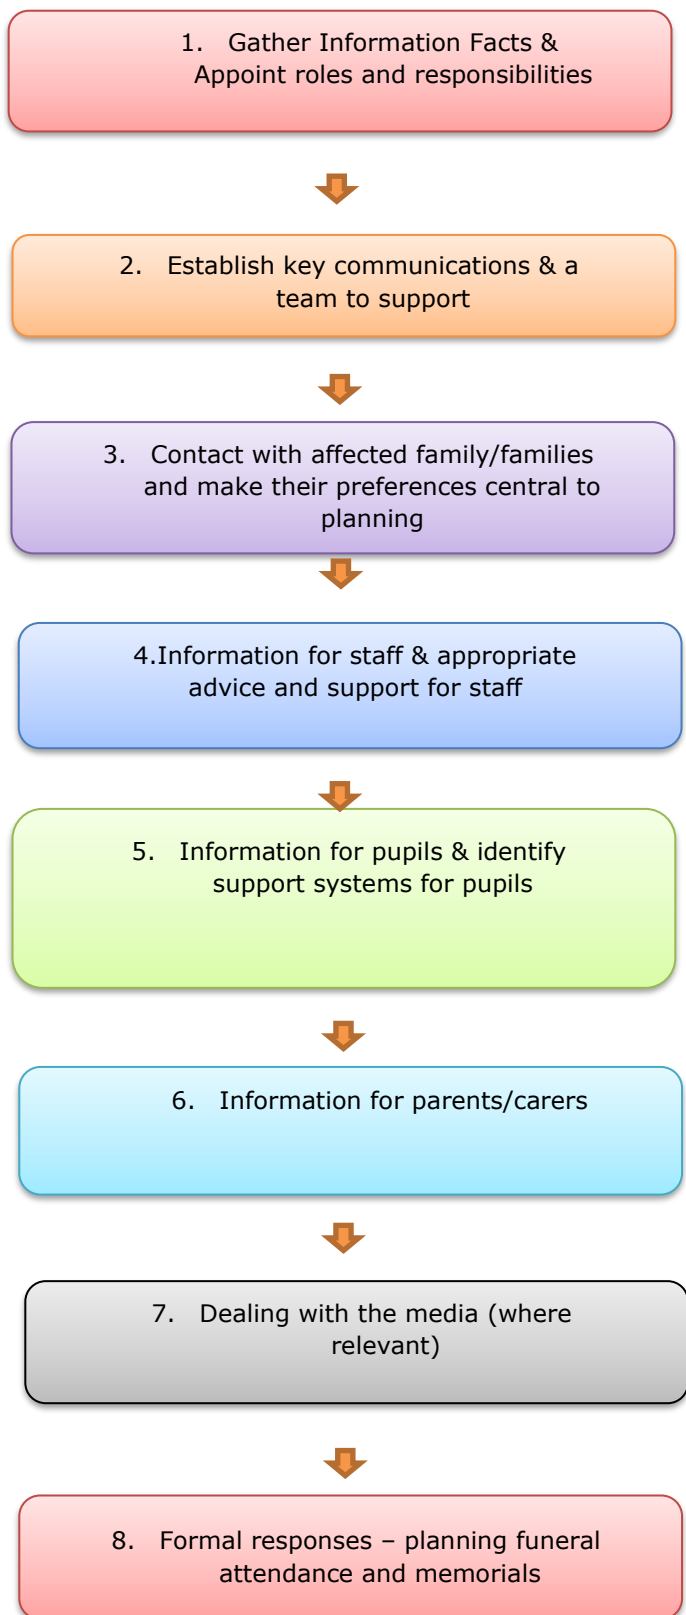 1. Gather Information Facts &
Appoint roles and responsibilities
2. Establish key communications & a
team to support
3. Contact with affected family/families
and make their preferences central to
planning
4.Information for staff & appropriate
advice and support for staff
5. Information for pupils & identify
support systems for pupils
6. Information for parents/carers
7. Dealing with the media (where
relevant)
8. Formal responses – planning funeral
attendance and memorials